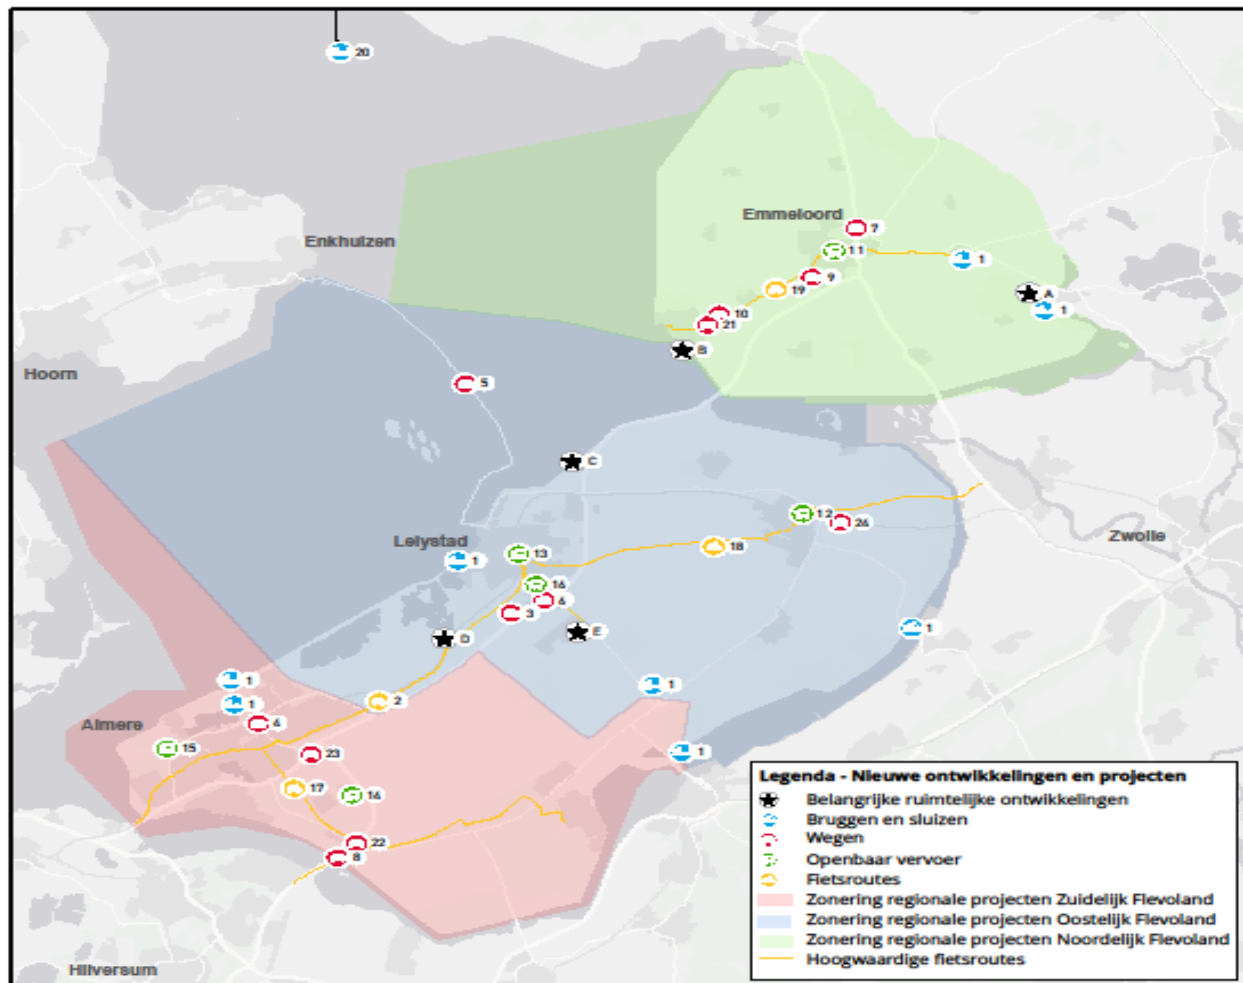 20
Emmeloord
7
11
Enkhuizen
1
9
19
A
1
10
21
B
Hoorn
5
C
12
24
Zwolle
Lelystad
13
18
1
14
6
3
1
D
E
1
1
2
1
4
Almere
15
23
1
17
16
22
8
Hilversum
Legenda - Nieuwe ontwikkelingen en projecten
Belangrijke ruimtelijke ontwikkelingen
Bruggen en sluizen
Wegen
Openbaar vervoer
Fietsroutes
Zonering regionale projecten Zuidelijk Flevoland
Zonering regionale projecten Oostelijk Flevoland
Zonering regionale projecten Noordelijk Flevoland
Hoogwaardige fietsroutes